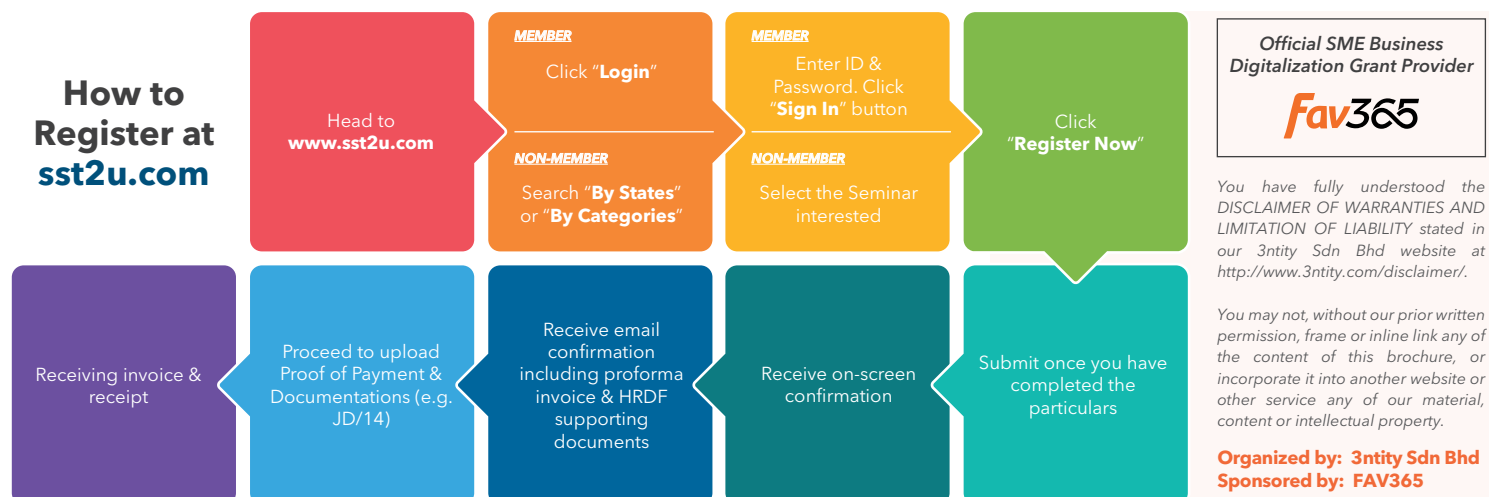 How to
Register at
sst2u.com
Head to
www.sst2u.com
MEMBER
Click “Login”
NON-MEMBER
Search “By States”
or “By Categories”
MEMBER
Enter ID &
Password. Click
“Sign In” button
NON-MEMBER
Select the Seminar
interested
Click
“Register Now”
Submit once you have
completed the
particulars
Receive on-screen
confirmation
Receive email
confirmation
including proforma
invoice & HRDF
supporting
documents
Proceed to upload
Proof of Payment &
Documentations (e.g.
JD/14)
Receiving invoice &
receipt
Official SME Business
Digitalization Grant Provider
Fav365
You have fully understood the
DISCLAIMER OF WARRANTIES AND
LIMITATION OF LIABILITY stated in
our 3ntity Sdn Bhd website at
http://www.3ntity.com/disclaimer/.
You may not, without our prior written
permission, frame or inline link any of
the content of this brochure, or
incorporate it into another website or
other service any of our material,
content or intellectual property.
Organized by: 3ntity Sdn Bhd
Sponsored by: FAV365